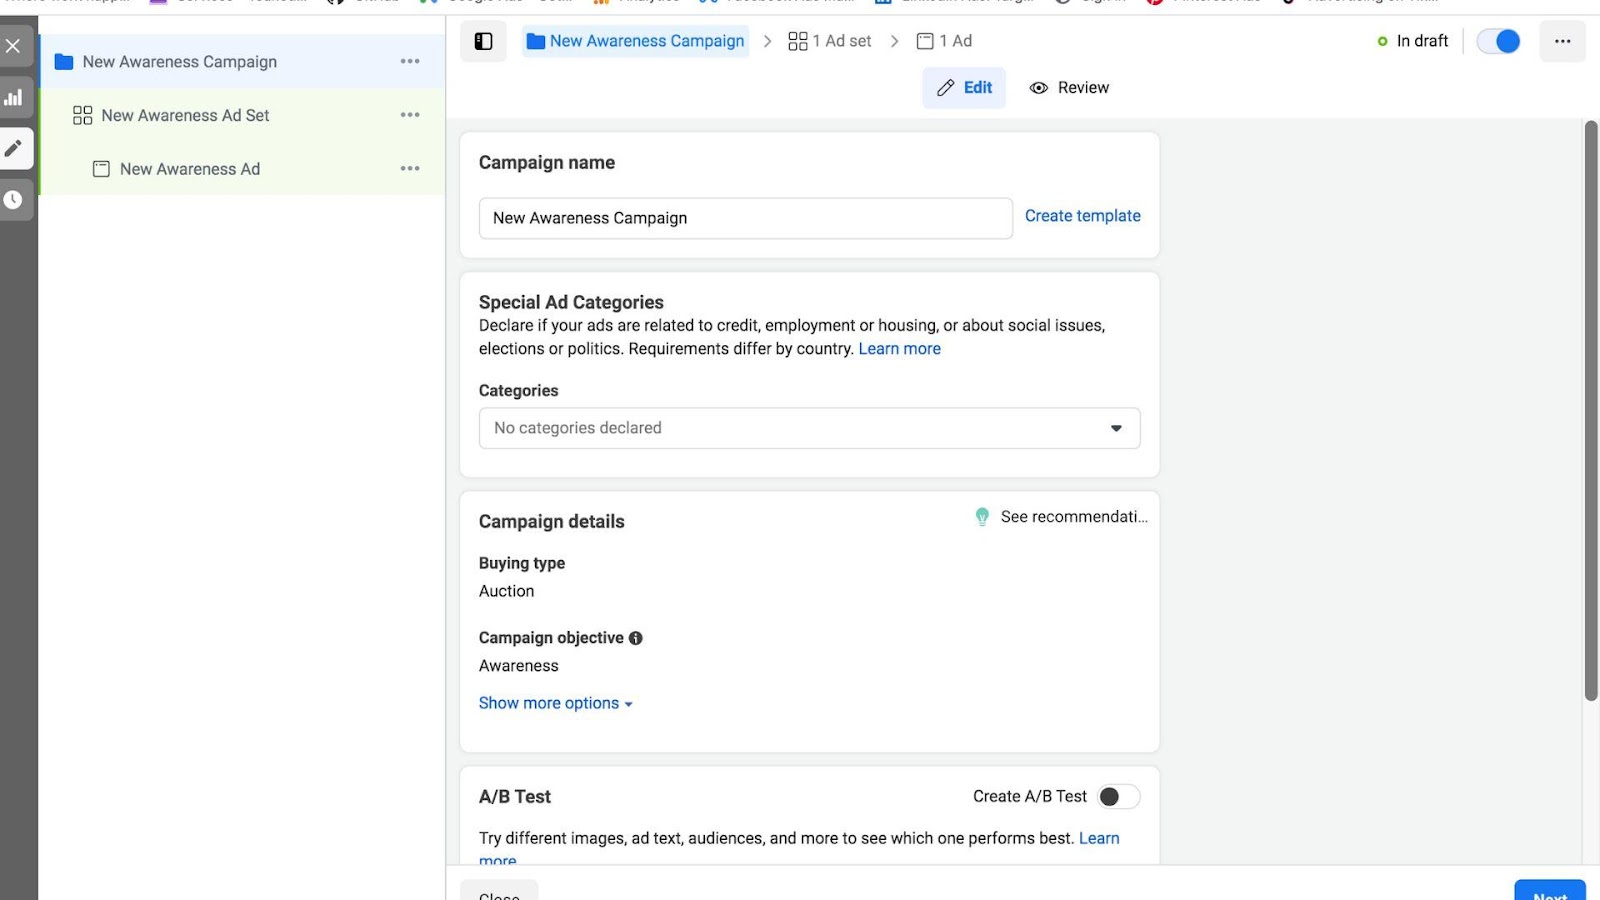 New Awareness Campaign
New Awareness Ad Set
New Awareness Ad
New Awareness Campaign
1 Ad set
1 Ad
In draft
Edit
Review
Campaign name
New Awareness Campaign
Create template
Special Ad Categories
Declare if your ads are related to credit, employment or housing, or about social issues,
elections or politics. Requirements differ by country. Learn more
Categories
No categories declared
Campaign details
See recommendati...
Buying type
Auction
Campaign objective
Awareness
Show more options
A/B Test
Create A/B Test
Try different images, ad text, audiences, and more to see which one performs best. Learn
more
Close
Next